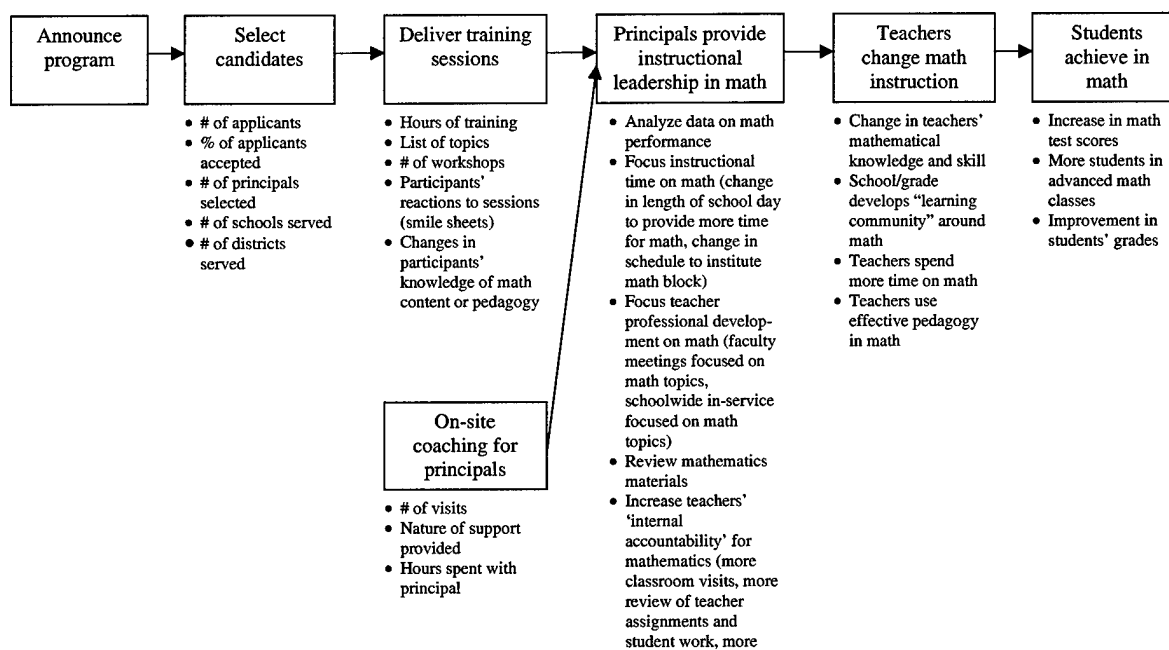 Announce
program
Select
candidates
Deliver training
sessions
Principals provide
instructional
leadership in math
Teachers
change math
instruction
Students
achieve in
math
• # of applicants
• % of applicants
accepted
• # of principals
selected
• # of schools served
• # of districts
served
• Hours of training
• List of topics
• # of workshops
• Participants’
reactions to sessions
(smile sheets)
• Changes in
participants’
knowledge of math
content or pedagogy
On-site
coaching for
principals
• # of visits
• Nature of support
provided
• Hours spent with
principal
• Analyze data on math
performance
• Focus instructional
time on math (change
in length of school day
to provide more time
for math, change in
schedule to institute
math block)
• Focus teacher
professional develop-
ment on math (faculty
meetings focused on
math topics,
schoolwide in-service
focused on math
topics)
• Review mathematics
materials
• Increase teachers’
‘internal
accountability’ for
mathematics (more
classroom visits, more
review of teacher
assignments and
student work, more
• Change in teachers’
mathematical
knowledge and skill
• School/grade
develops “learning
community” around
math
• Teachers spend
more time on math
• Teachers use
effective pedagogy
in math
• Increase in math
test scores
• More students in
advanced math
classes
• Improvement in
students’ grades